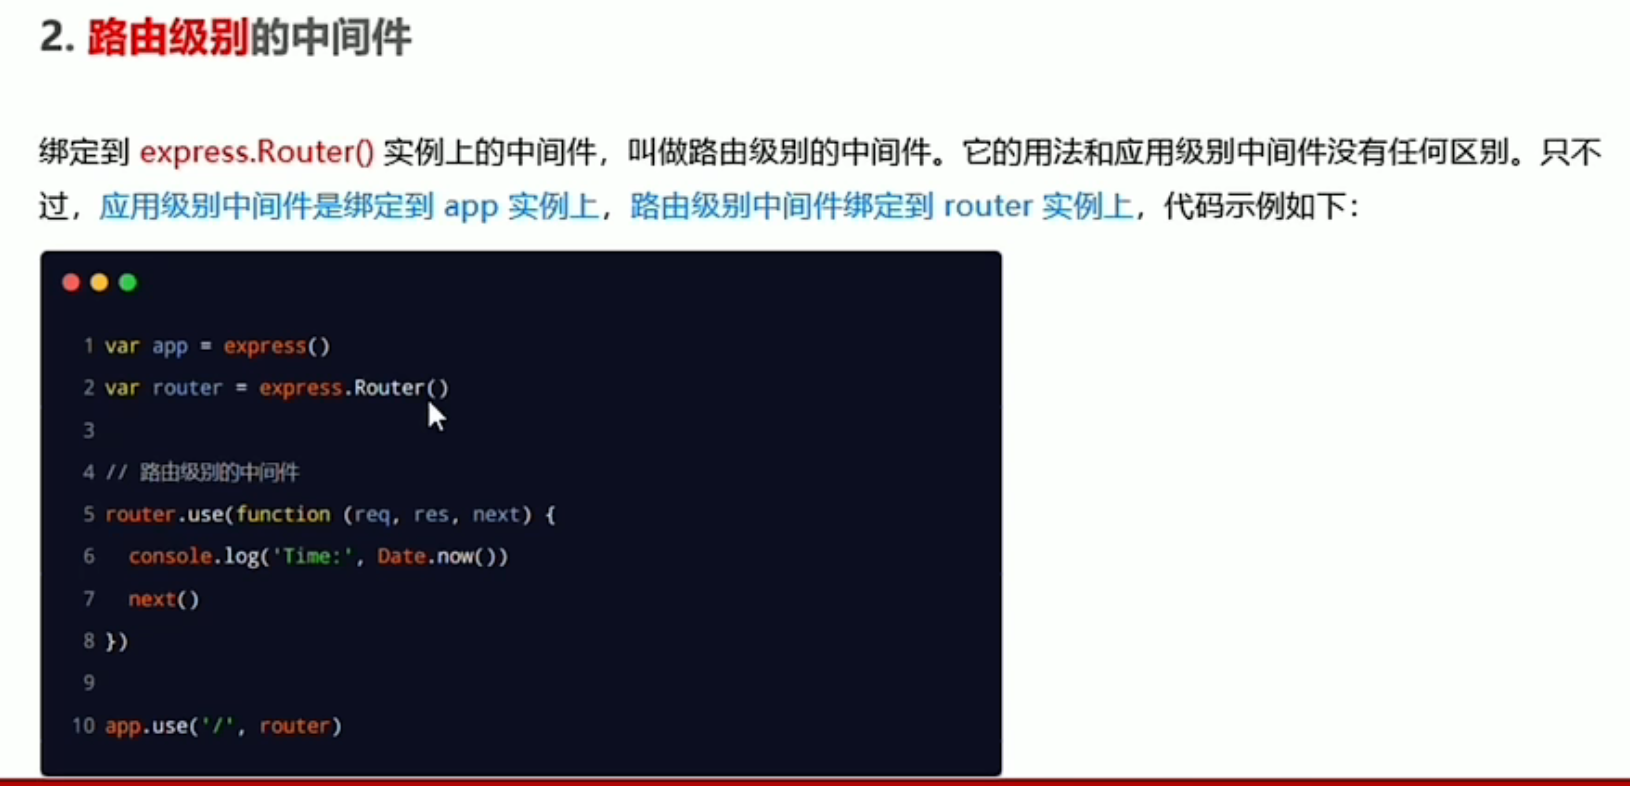 2. 路由级别的中间件
绑定到 express.Router() 实例上的中间件，叫做路由级别的中间件。它的用法和应用级别中间件没有任何区别。只不
过，应用级别中间件是绑定到 app 实例上，路由级别中间件绑定到 router 实例上，代码示例如下：
1 var app = express()
2 var router = express.Router()
3
4 // 路由级别的中间件
5 router.use(function (req, res, next) {
6   console.log('Time:', Date.now())
7   next()
8 })
9
10 app.use('/', router)